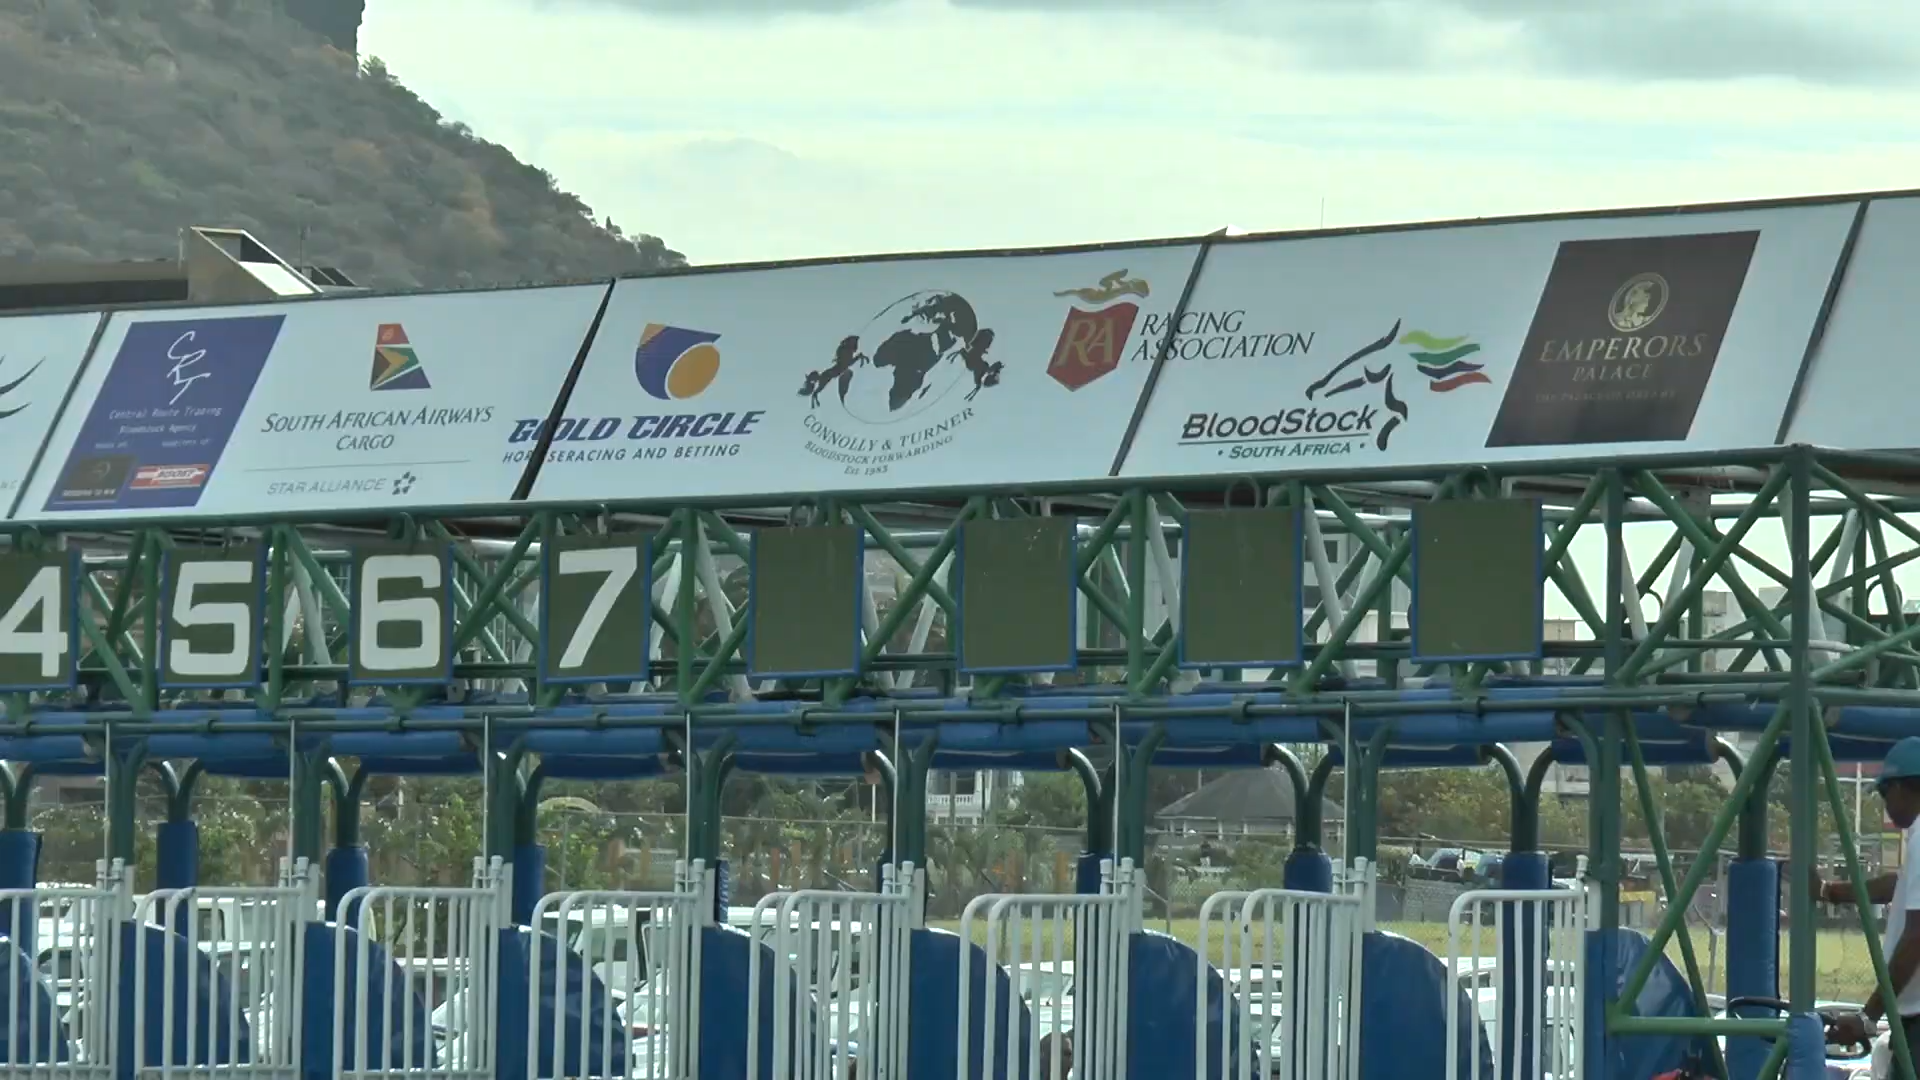 CRT
Central Route Trading
Bloodstock Agency
SOUTH AFRICAN AIRWAYS
CARGO
STAR ALLIANCE
GOLD CIRCLE
HORSERACING AND BETTING
CONNOLLY & TURNER
BLOODSTOCK FORWARDING
Est. 1983
RA
RACING
ASSOCIATION
BloodStock
• SOUTH AFRICA •
EMPERORS
PALACE
4
5
6
7